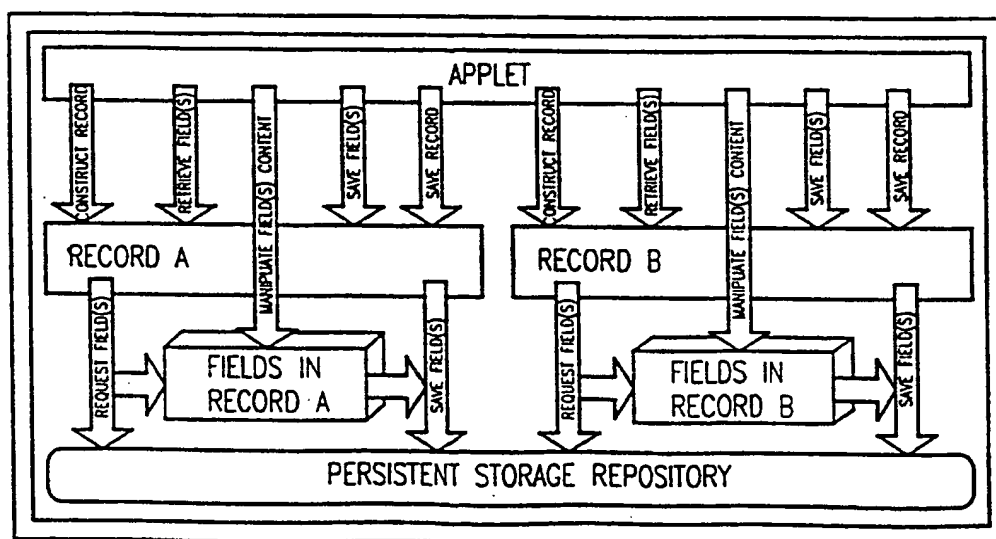 APPLET
CONSTRUCT RECORD
RETRIEVE FIELD(S)
MANIPUATE FIELD(S) CONTENT
SAVE FIELD(S)
SAVE RECORD
CONSTRUCT RECORD
RETRIEVE FIELD(S)
MANIPUATE FIELD(S) CONTENT
SAVE FIELD(S)
SAVE RECORD
RECORD A
RECORD B
REQUEST FIELD(S)
FIELDS IN
RECORD A
SAVE FIELD(S)
REQUEST FIELD(S)
FIELDS IN
RECORD B
SAVE FIELD(S)
PERSISTENT STORAGE REPOSITORY